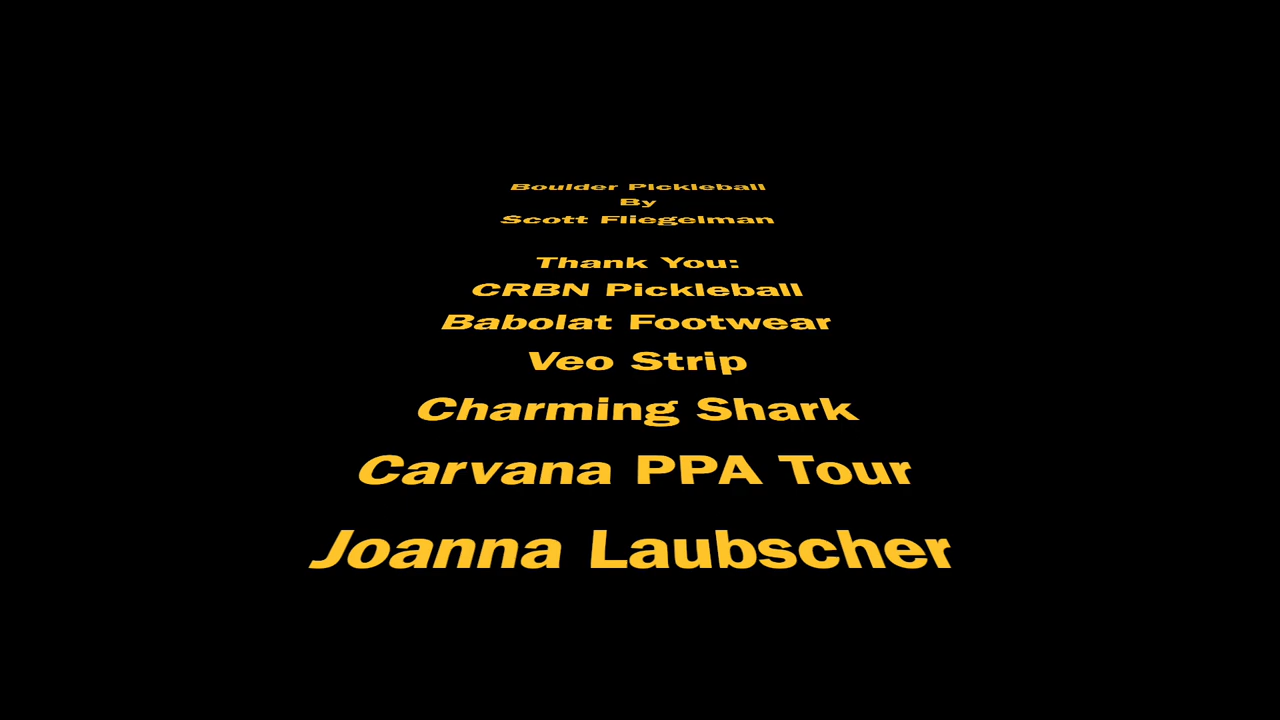 Boulder Pickleball
By
Scott Fliegelman
Thank You:
CRBN Pickleball
Babolat Footwear
Veo Strip
Charming Shark
Carvana PPA Tour
Joanna Laubscher